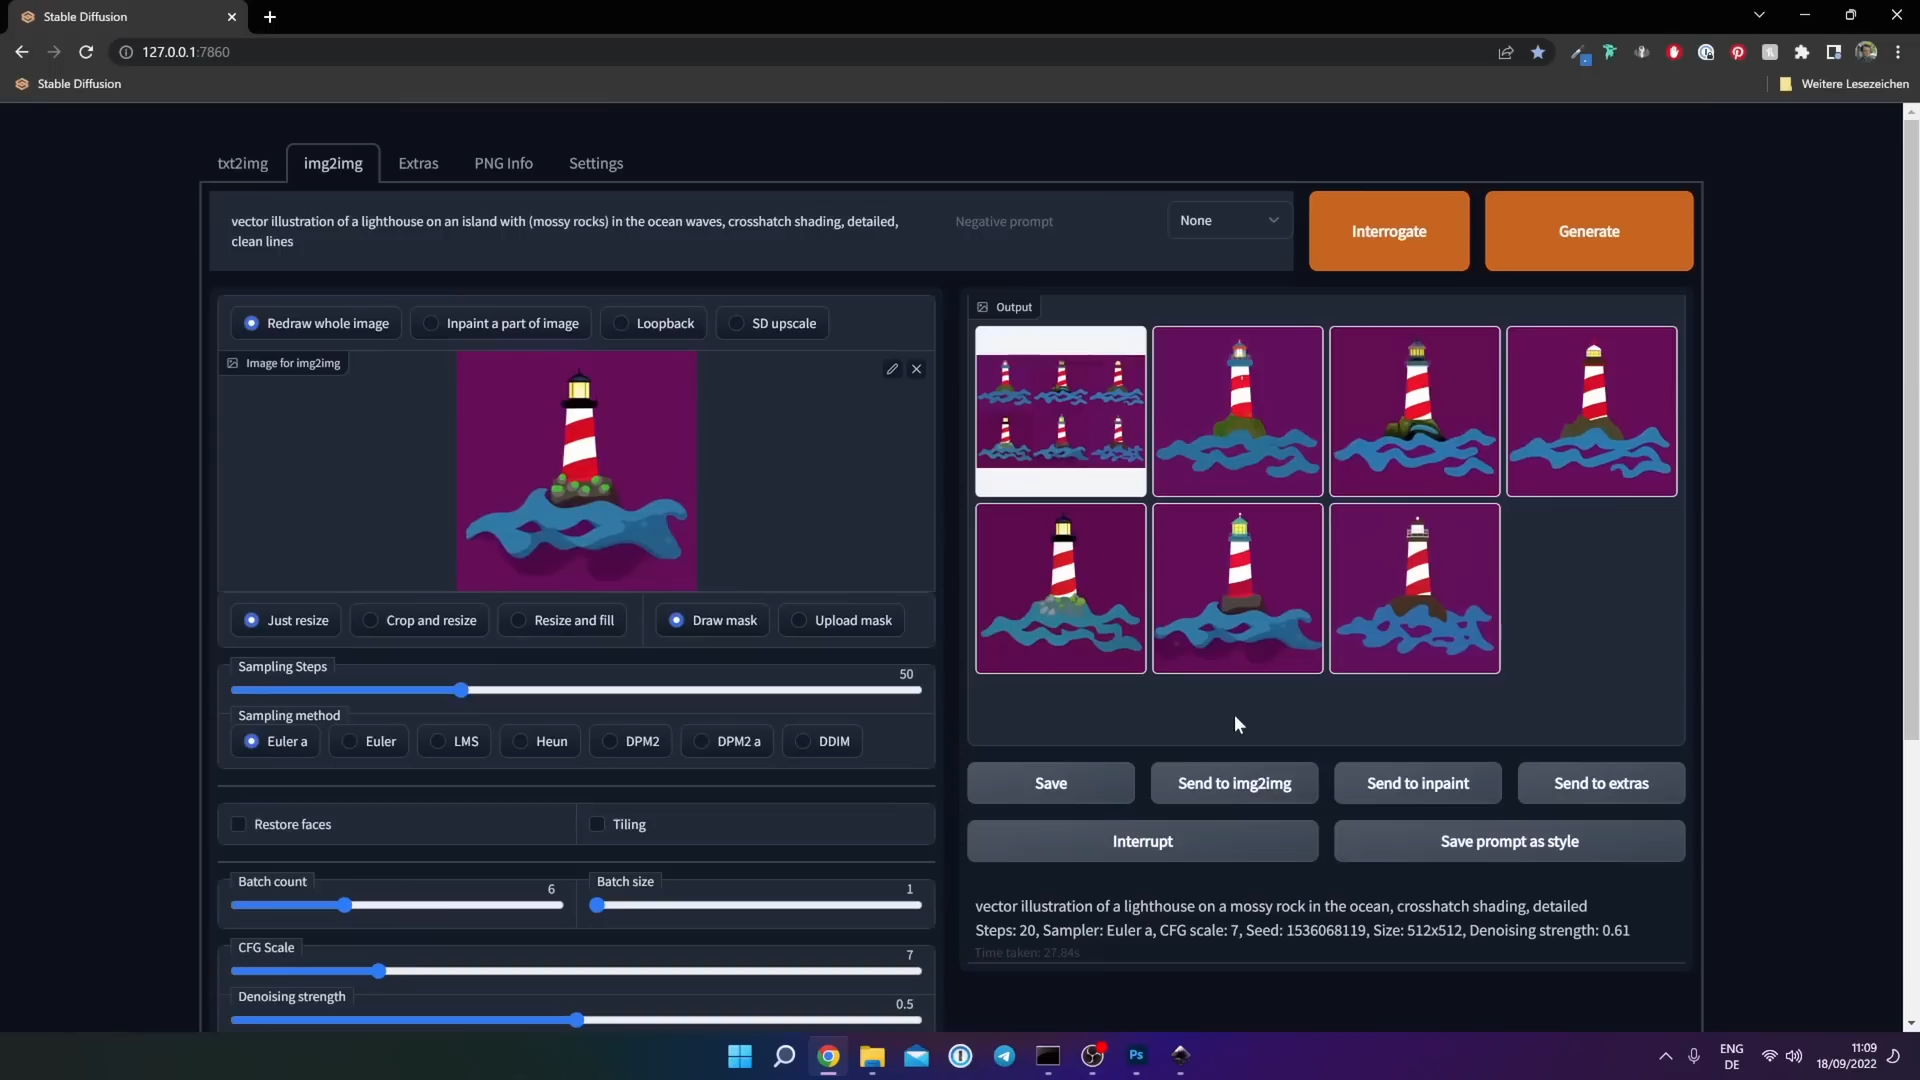 Stable Diffusion
127.0.0.1:7860
Stable Diffusion
Weitere Lesezeichen
txt2img
img2img
Extras
PNG Info
Settings
vector illustration of a lighthouse on an island with (mossy rocks) in the ocean waves, crosshatch shading, detailed,
clean lines
Negative prompt
None
Interrogate
Generate
Redraw whole image
Inpaint a part of image
Loopback
SD upscale
Image for img2img
Output
Just resize
Crop and resize
Resize and fill
Draw mask
Upload mask
Sampling Steps
50
Sampling method
Euler a
Euler
LMS
Heun
DPM2
DPM2 a
DDIM
Restore faces
Tiling
Batch count
6
Batch size
1
CFG Scale
7
Denoising strength
0.5
Save
Send to img2img
Send to inpaint
Send to extras
Interrupt
Save prompt as style
vector illustration of a lighthouse on a mossy rock in the ocean, crosshatch shading, detailed
Steps: 20, Sampler: Euler a, CFG scale: 7, Seed: 1536068119, Size: 512x512, Denoising strength: 0.61
Time taken: 27.84s
Ps
ENG
DE
11:09
18/09/2022